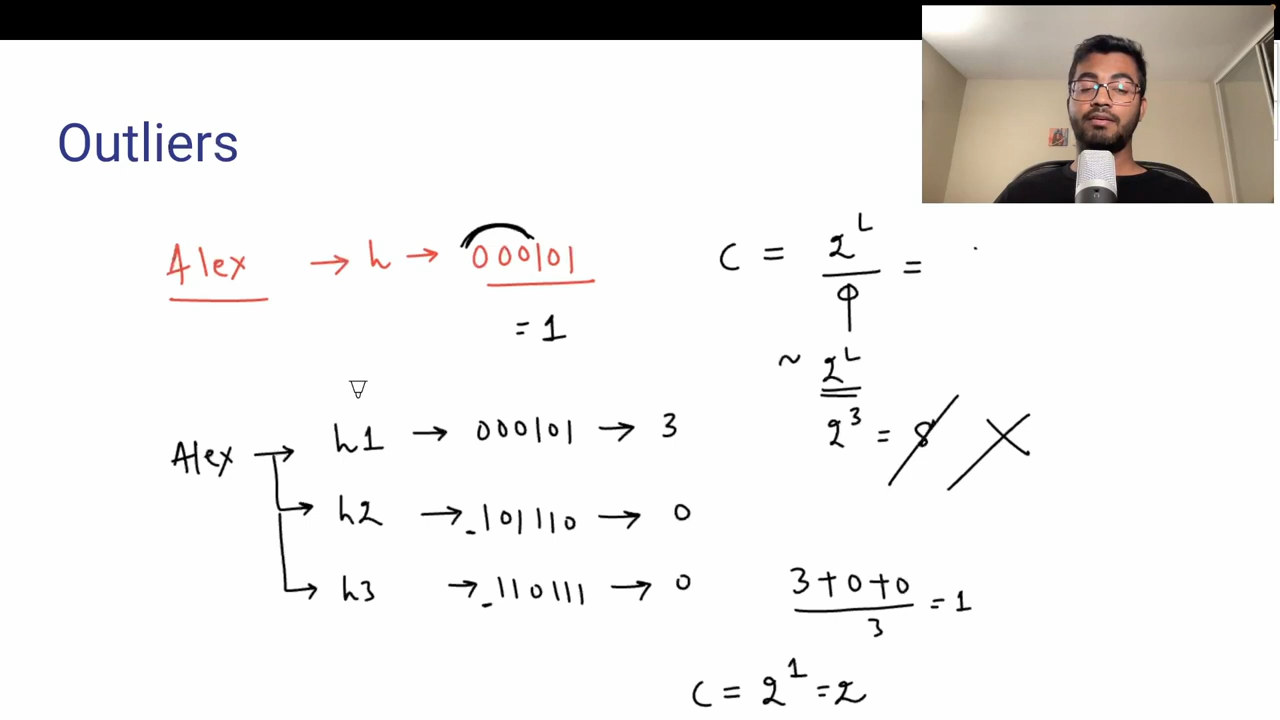 Outliers
Alex → h → 000101
= 1
C = 2^L / φ =
~ 2^L
2^3 = 8
Alex → h1 → 000101 → 3
→ h2 → 101110 → 0
→ h3 → 110111 → 0
3+0+0 / 3 = 1
C = 2^1 = 2